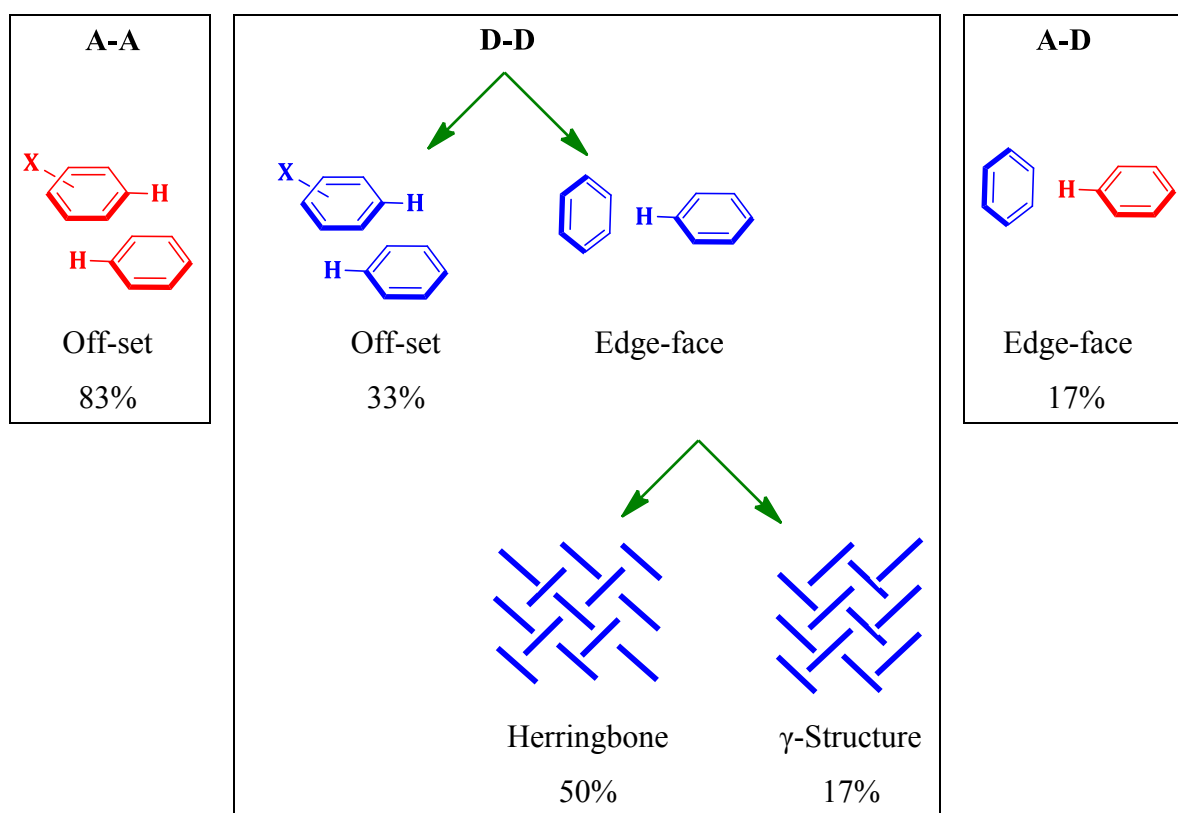 A-A
X
H
H
Off-set
83%
D-D
X
H
H
Off-set
33%
H
Edge-face
Herringbone
50%
γ-Structure
17%
A-D
H
Edge-face
17%